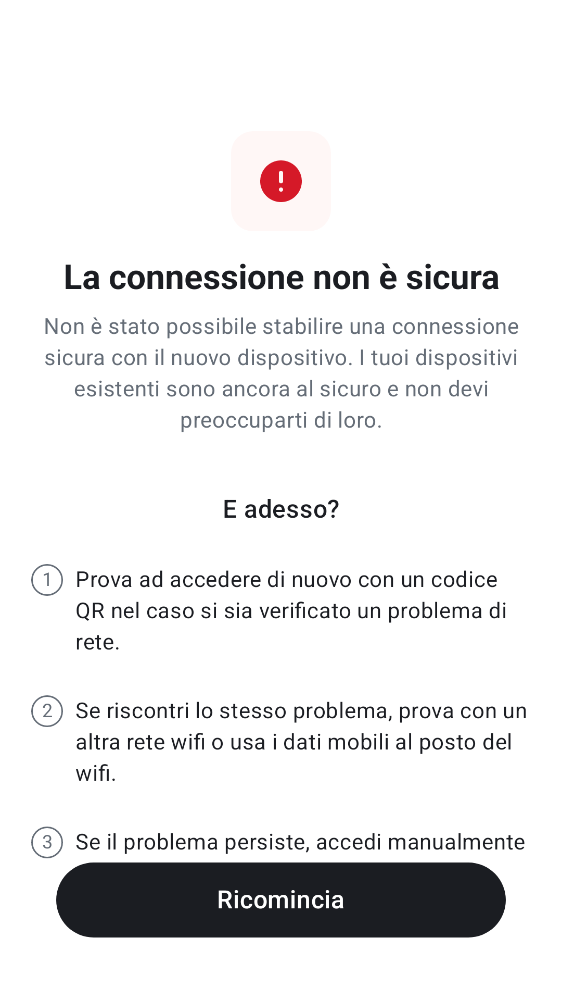 La connessione non è sicura
Non è stato possibile stabilire una connessione
sicura con il nuovo dispositivo. I tuoi dispositivi
esistenti sono ancora al sicuro e non devi
preoccuparti di loro.
E adesso?
1 Prova ad accedere di nuovo con un codice
QR nel caso si sia verificato un problema di
rete.
2 Se riscontri lo stesso problema, prova con un
altra rete wifi o usa i dati mobili al posto del
wifi.
3 Se il problema persiste, accedi manualmente
Ricomincia